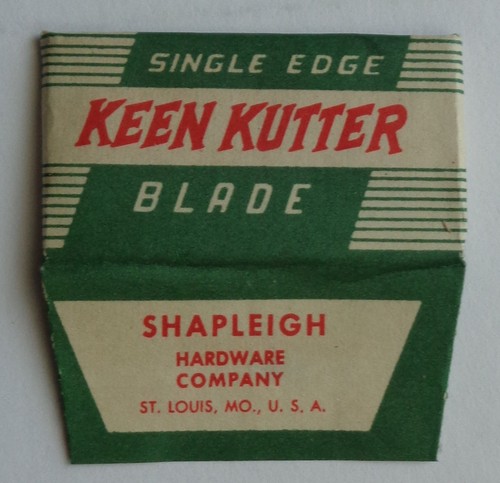 SINGLE EDGE
KEEN KUTTER
BLADE
SHAPLEIGH
HARDWARE
COMPANY
ST. LOUIS, MO., U. S. A.